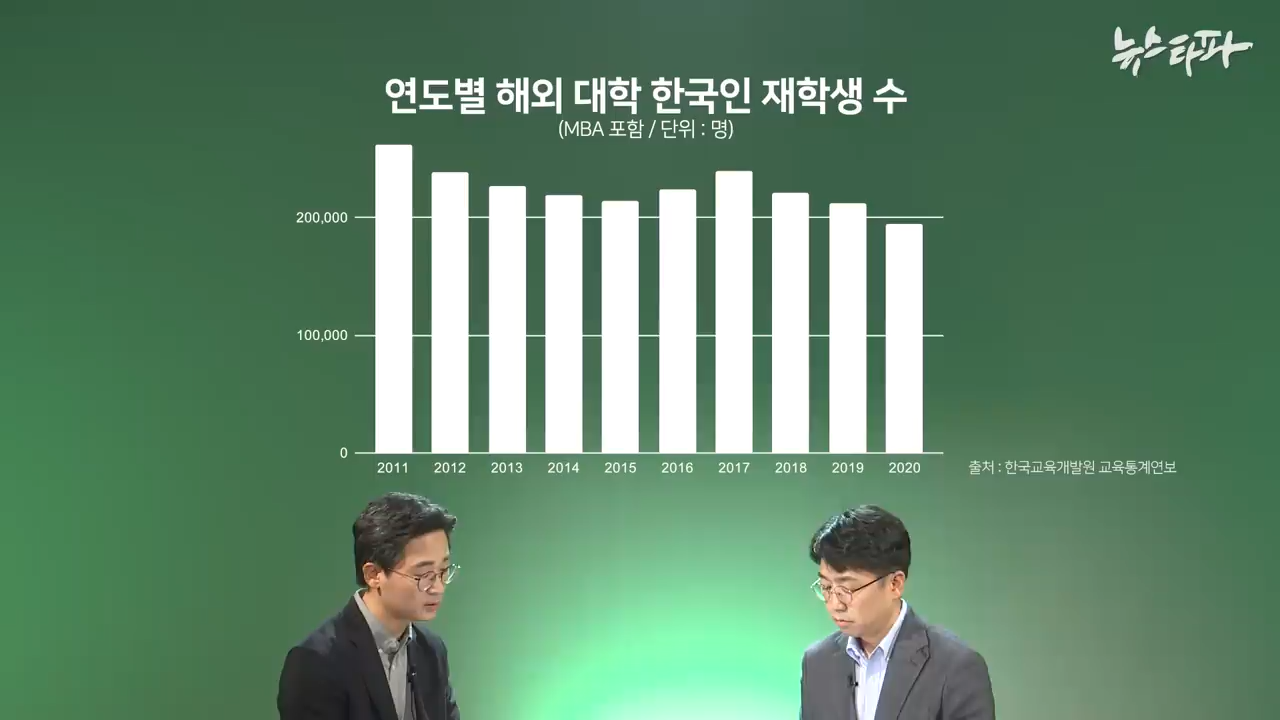 뉴스타파
연도별 해외 대학 한국인 재학생 수
(MBA 포함 / 단위 : 명)
200,000
100,000
0
2011 2012 2013 2014 2015 2016 2017 2018 2019 2020
출처 : 한국교육개발원 교육통계연보